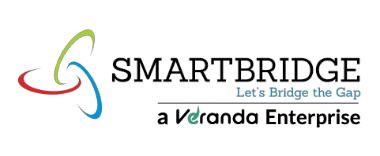 SMARTBRIDGE
Let's Bridge the Gap
a Veranda Enterprise